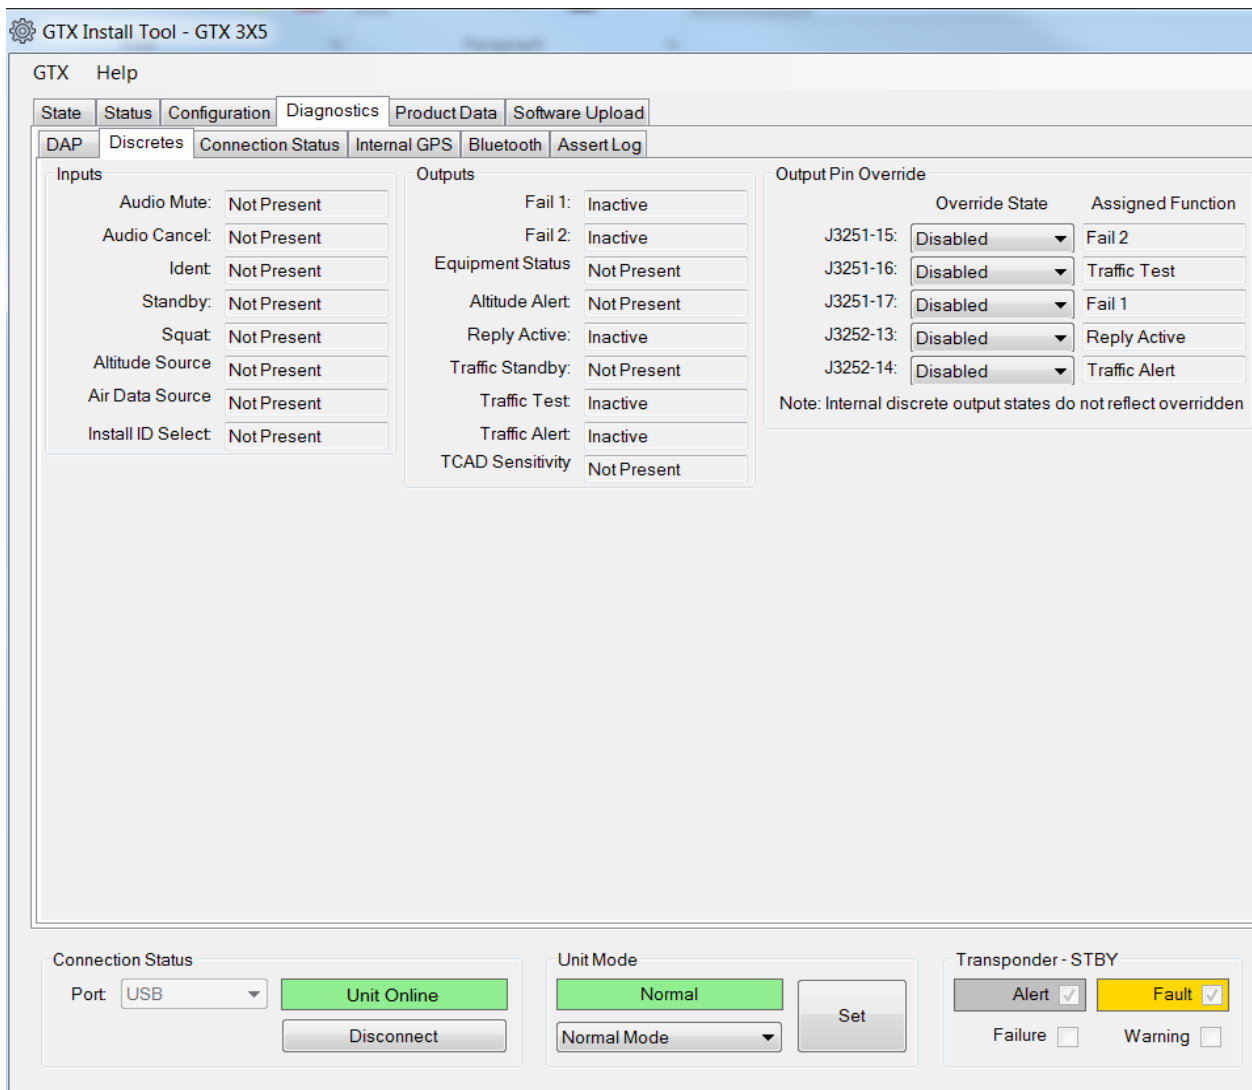 GTX Install Tool - GTX 3X5
GTX Help
State Status Configuration Diagnostics Product Data Software Upload
DAP Discretes Connection Status Internal GPS Bluetooth Assert Log
Inputs
Audio Mute: Not Present
Audio Cancel: Not Present
Ident: Not Present
Standby: Not Present
Squat: Not Present
Altitude Source Not Present
Air Data Source Not Present
Install ID Select: Not Present
Outputs
Fail 1: Inactive
Fail 2: Inactive
Equipment Status Not Present
Altitude Alert: Not Present
Reply Active: Inactive
Traffic Standby: Not Present
Traffic Test: Inactive
Traffic Alert: Inactive
TCAD Sensitivity Not Present
Output Pin Override
Override State Assigned Function
J3251-15: Disabled Fail 2
J3251-16: Disabled Traffic Test
J3251-17: Disabled Fail 1
J3252-13: Disabled Reply Active
J3252-14: Disabled Traffic Alert
Note: Internal discrete output states do not reflect overridden
Connection Status
Port: USB Unit Online
Disconnect
Unit Mode
Normal
Normal Mode
Set
Transponder - STBY
Alert Fault
Failure Warning